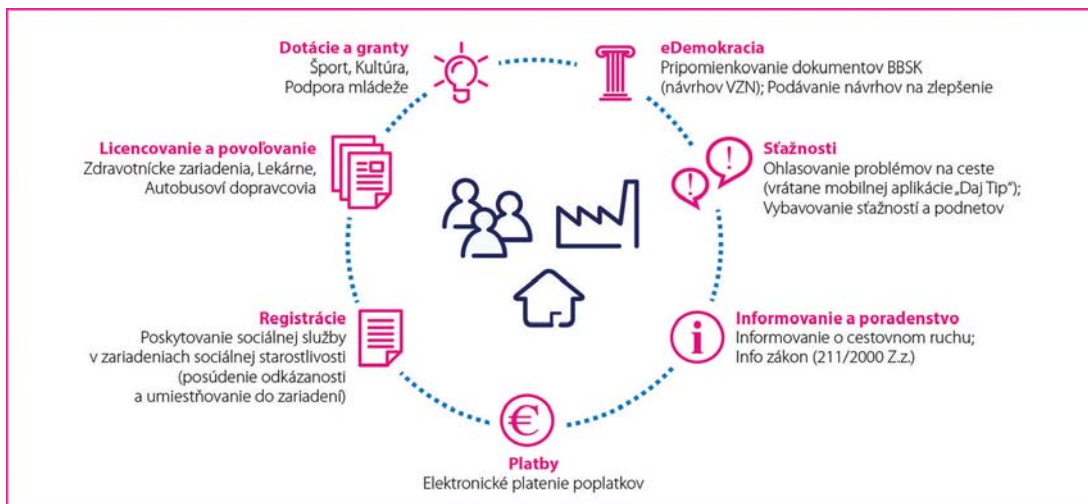 Dotácie a granty
Šport, Kultúra,
Podpora mládeže
eDemokracia
Pripomienkovanie dokumentov BBSK
(návrhov VZN); Podávanie návrhov na zlepšenie
Licencovanie a povoľovanie
Zdravotnícke zariadenia, Lekárne,
Autobusoví dopravcovia
Sťažnosti
Ohlasovanie problémov na ceste
(vrátane mobilnej aplikácie „Daj Tip“);
Vybavovanie sťažností a podnetov
Registrácie
Poskytovanie sociálnej služby
v zariadeniach sociálnej starostlivosti
(posúdenie odkázanosti
a umiestňovanie do zariadení)
Informovanie a poradenstvo
Informovanie o cestovnom ruchu;
Info zákon (211/2000 Z.z.)
Platby
Elektronické platenie poplatkov